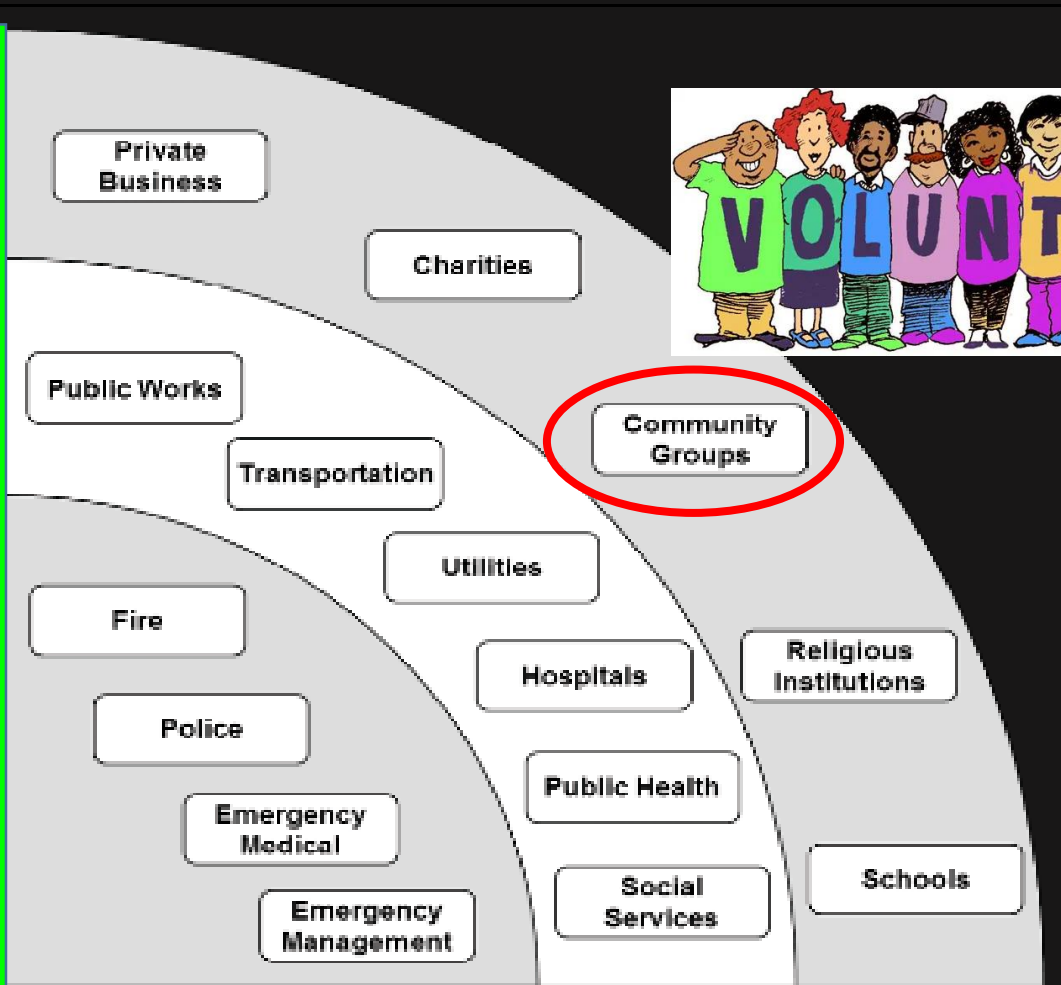 Private
Business
VOLUNT
Charities
Public Works
Community
Groups
Transportation
Utilities
Fire
Religious
Institutions
Hospitals
Police
Public Health
Emergency
Medical
Schools
Social
Services
Emergency
Management